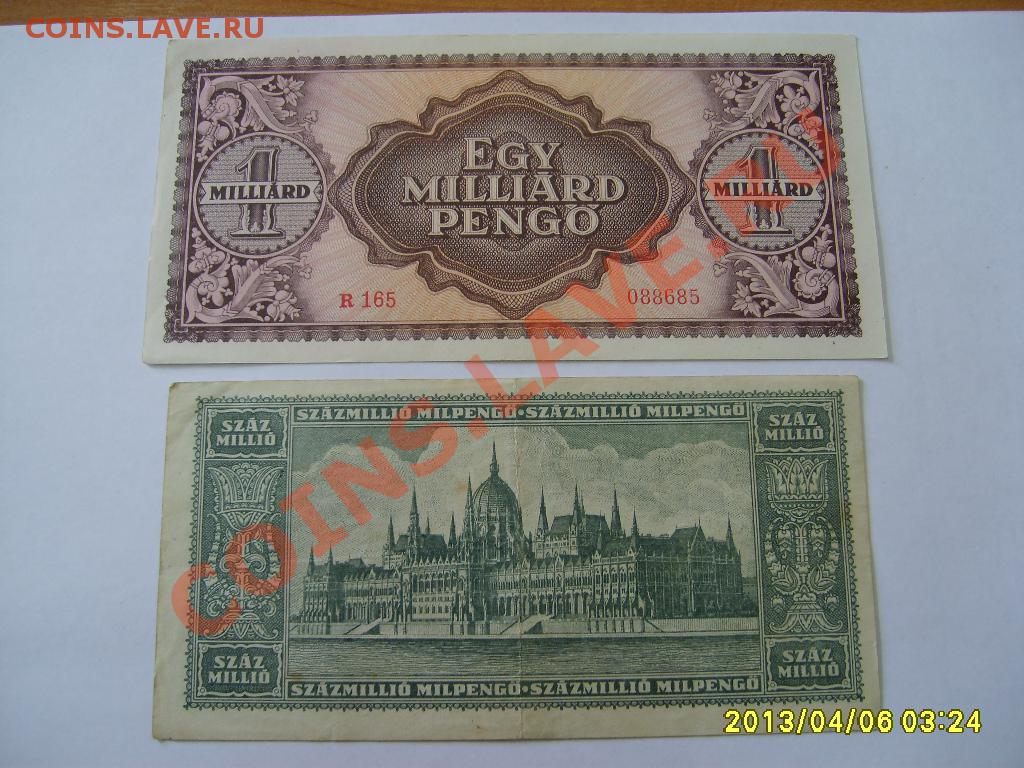 COINS.LAVE.RU
EGY
MILLIÁRD
PENGŐ
1
MILLIÁRD
1
MILLIÁRD
R 165
088685
COINS.LAVE.RU
SZÁZMILLIÓ MILPENGŐ·SZÁZMILLIÓ MILPENGŐ
SZÁZ
MILLIÓ
SZÁZ
MILLIÓ
SZÁZ
MILLIÓ
SZÁZ
MILLIÓ
SZÁZMILLIÓ MILPENGŐ·SZÁZMILLIÓ MILPENGŐ
2013/04/06 03:24